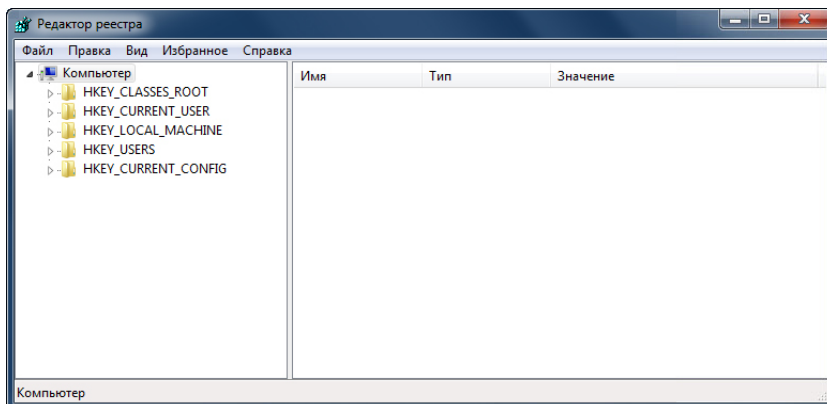 Редактор реестра
Файл Правка Вид Избранное Справка
Компьютер Имя Тип Значение
HKEY_CLASSES_ROOT
HKEY_CURRENT_USER
HKEY_LOCAL_MACHINE
HKEY_USERS
HKEY_CURRENT_CONFIG
Компьютер